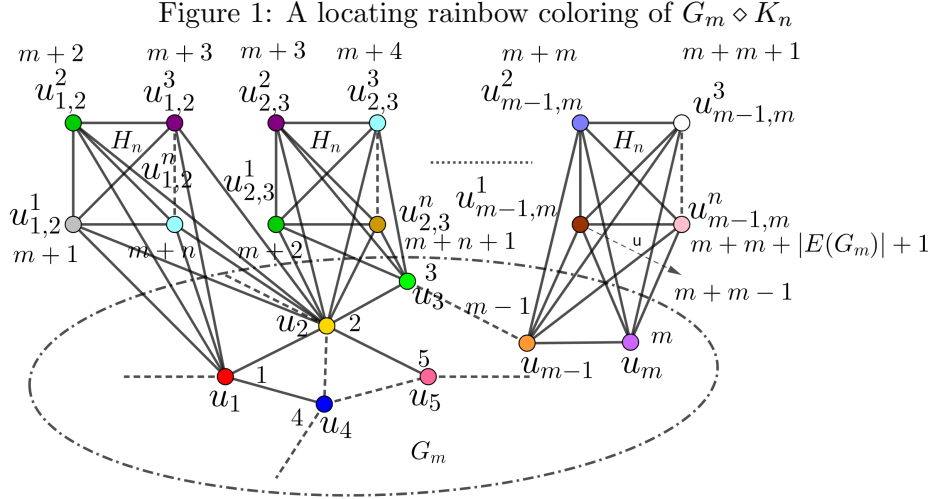 Figure 1: A locating rainbow coloring of G_m ⋄ K_n
m + 2 m + 3 m + 3 m + 4 m + m m + m + 1
u^2_{1,2} u^3_{1,2} u^2_{2,3} u^3_{2,3} u^2_{m−1,m} u^3_{m−1,m}
H_n H_n H_n
u^1_{1,2} u^n_{1,2} u^1_{2,3} u^n_{2,3} u^1_{m−1,m} u^n_{m−1,m}
m + 1 m + n m + 2 m + n + 1 u m + m + |E(G_m)| + 1
3 m + m − 1
u_3 m − 1
u_2 2 m
5 u_{m−1} u_m
1
u_1 4 u_4 u_5
G_m